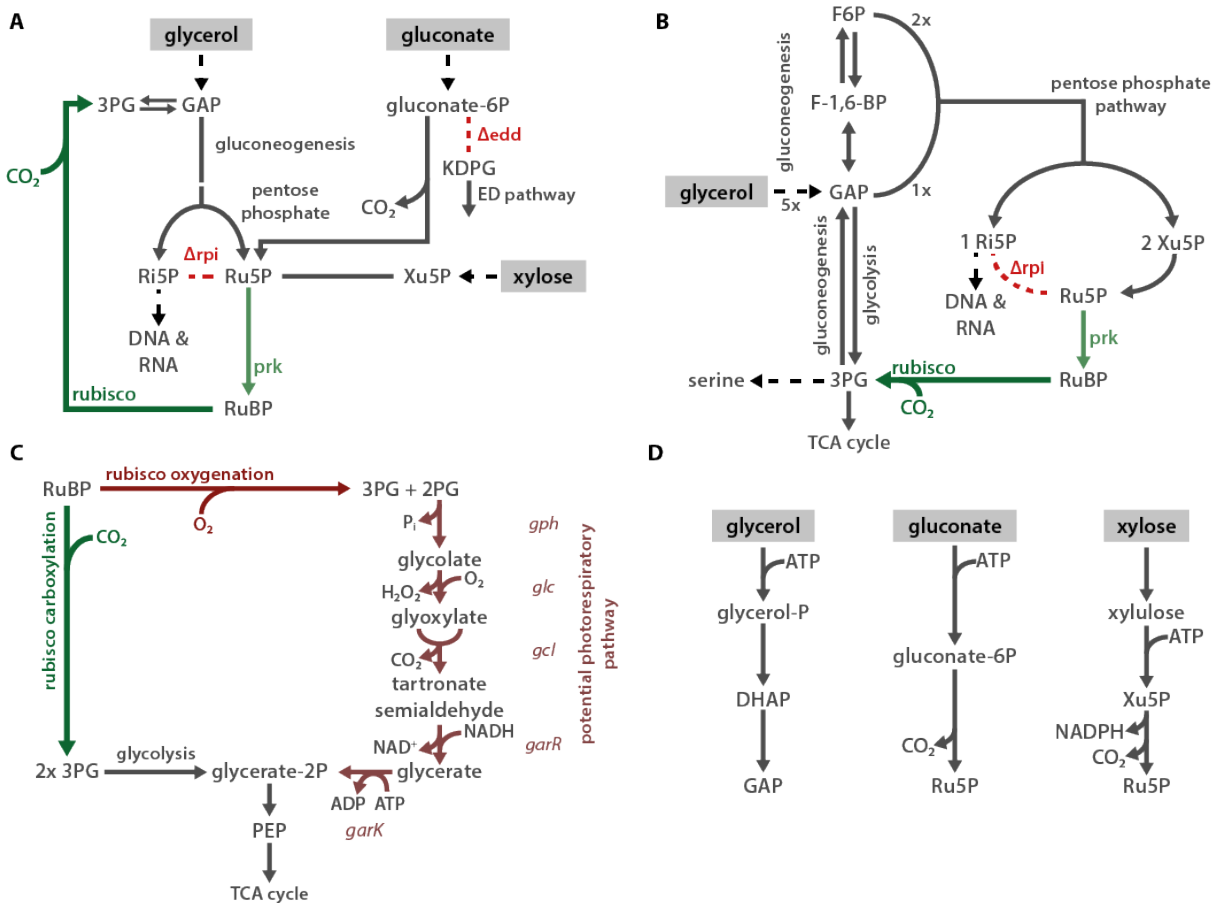 A
glycerol
gluconate
3PG
GAP
gluconate-6P
gluconeogenesis
Δedd
KDPG
ED pathway
CO₂
pentose
phosphate
CO₂
Δrpi
Ri5P
Ru5P
Xu5P
xylose
DNA &
RNA
prk
rubisco
RuBP
B
F6P
2x
gluconeogenesis
F-1,6-BP
pentose phosphate
pathway
glycerol
5x
GAP
1x
gluconeogenesis
glycolysis
1 Ri5P
2 Xu5P
Δrpi
Ru5P
DNA &
RNA
prk
serine
3PG
rubisco
CO₂
RuBP
TCA cycle
C
RuBP
rubisco oxygenation
O₂
3PG + 2PG
Pi
gph
rubisco carboxylation
CO₂
glycolate
H₂O₂
O₂
glc
glyoxylate
CO₂
gcl
potential photorespiratory
pathway
tartronate
semialdehyde
NADH
NAD⁺
garR
2x 3PG
glycolysis
glycerate-2P
glycerate
ADP
ATP
garK
PEP
TCA cycle
D
glycerol
ATP
glycerol-P
DHAP
GAP
gluconate
ATP
gluconate-6P
CO₂
Ru5P
xylose
xylulose
ATP
Xu5P
NADPH
CO₂
Ru5P